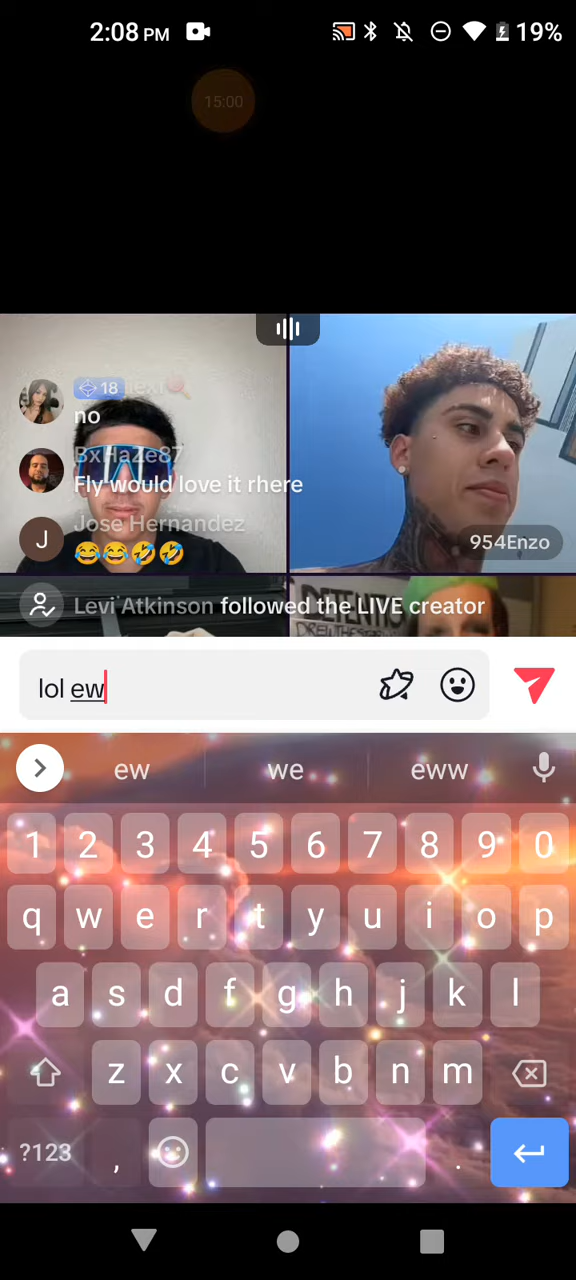 2:08 PM
19%
15:00
18
no
BxHaze87
Fly would love it rhere
Jose Hernandez
J
😂😂🤣🤣
954Enzo
Levi Atkinson followed the LIVE creator
DETENTIO
lol ew
ew we eww
1 2 3 4 5 6 7 8 9 0
q w e r t y u i o p
a s d f g h j k l
z x c v b n m
?123 , .